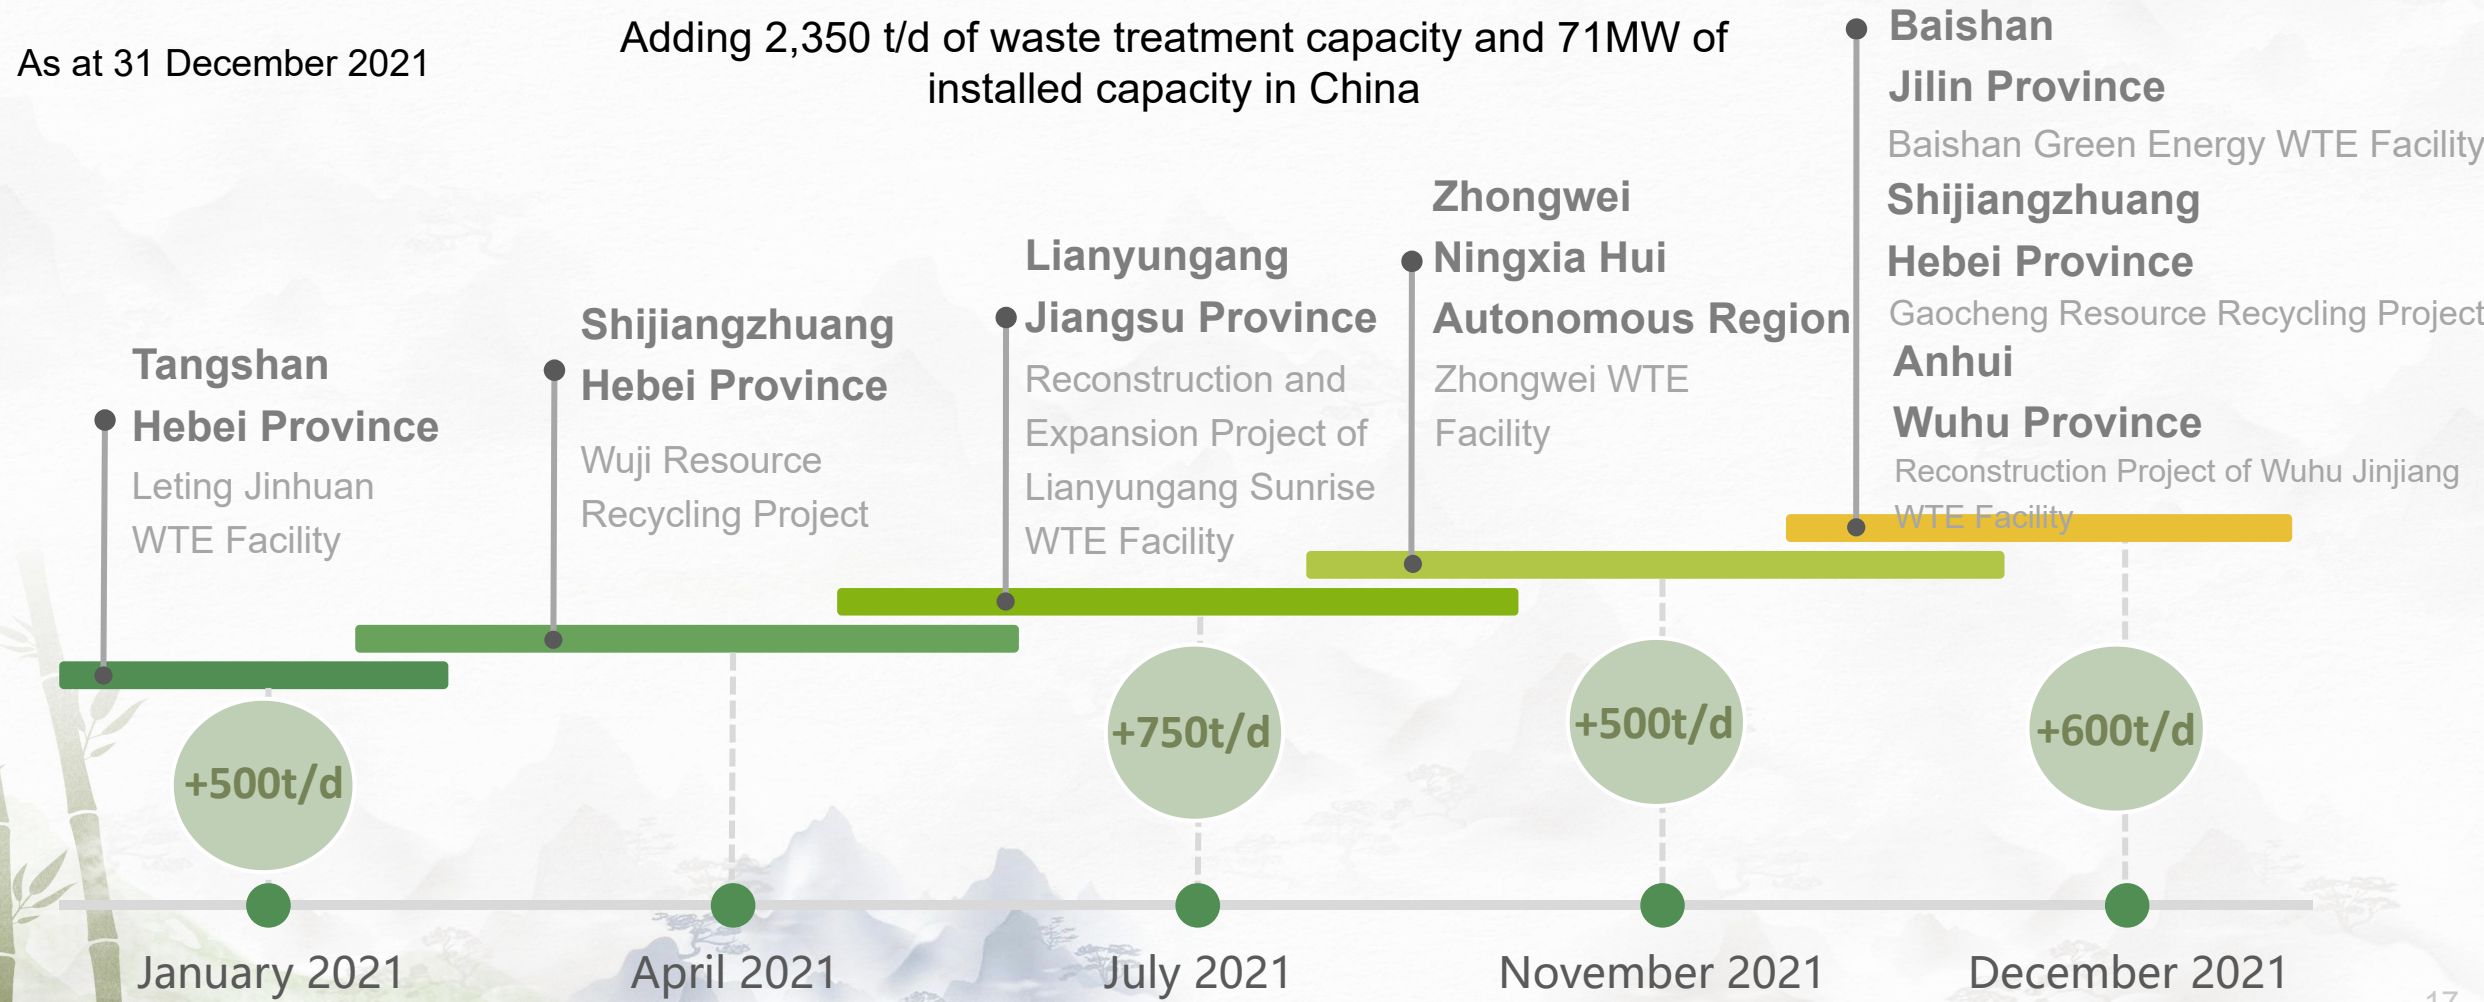 As at 31 December 2021
Adding 2,350 t/d of waste treatment capacity and 71MW of
installed capacity in China
Tangshan
Hebei Province
Leting Jinhuan
WTE Facility
Shijiangzhuang
Hebei Province
Wuji Resource
Recycling Project
Lianyungang
Jiangsu Province
Reconstruction and
Expansion Project of
Lianyungang Sunrise
WTE Facility
Zhongwei
Ningxia Hui
Autonomous Region
Zhongwei WTE
Facility
Baishan
Jilin Province
Baishan Green Energy WTE Facility
Shijiangzhuang
Hebei Province
Gaocheng Resource Recycling Project
Anhui
Wuhu Province
Reconstruction Project of Wuhu Jinjiang
WTE Facility
+500t/d
+750t/d
+500t/d
+600t/d
January 2021
April 2021
July 2021
November 2021
December 2021
17